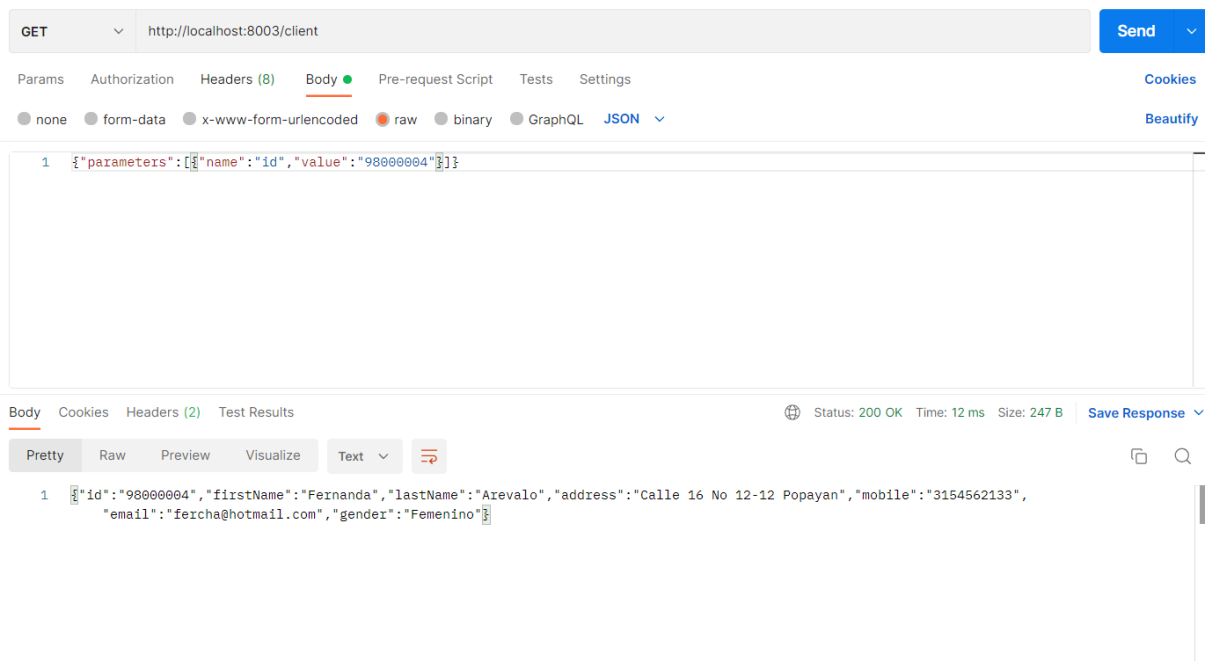 GET http://localhost:8003/client Send
Params Authorization Headers (8) Body Pre-request Script Tests Settings Cookies
none form-data x-www-form-urlencoded raw binary GraphQL JSON Beautify
1 {"parameters":[{"name":"id","value":"98000004"}]}
Body Cookies Headers (2) Test Results Status: 200 OK Time: 12 ms Size: 247 B Save Response
Pretty Raw Preview Visualize Text
1 {"id":"98000004","firstName":"Fernanda","lastName":"Arevalo","address":"Calle 16 No 12-12 Popayan","mobile":"3154562133",
"email":"fercha@hotmail.com","gender":"Femenino"}